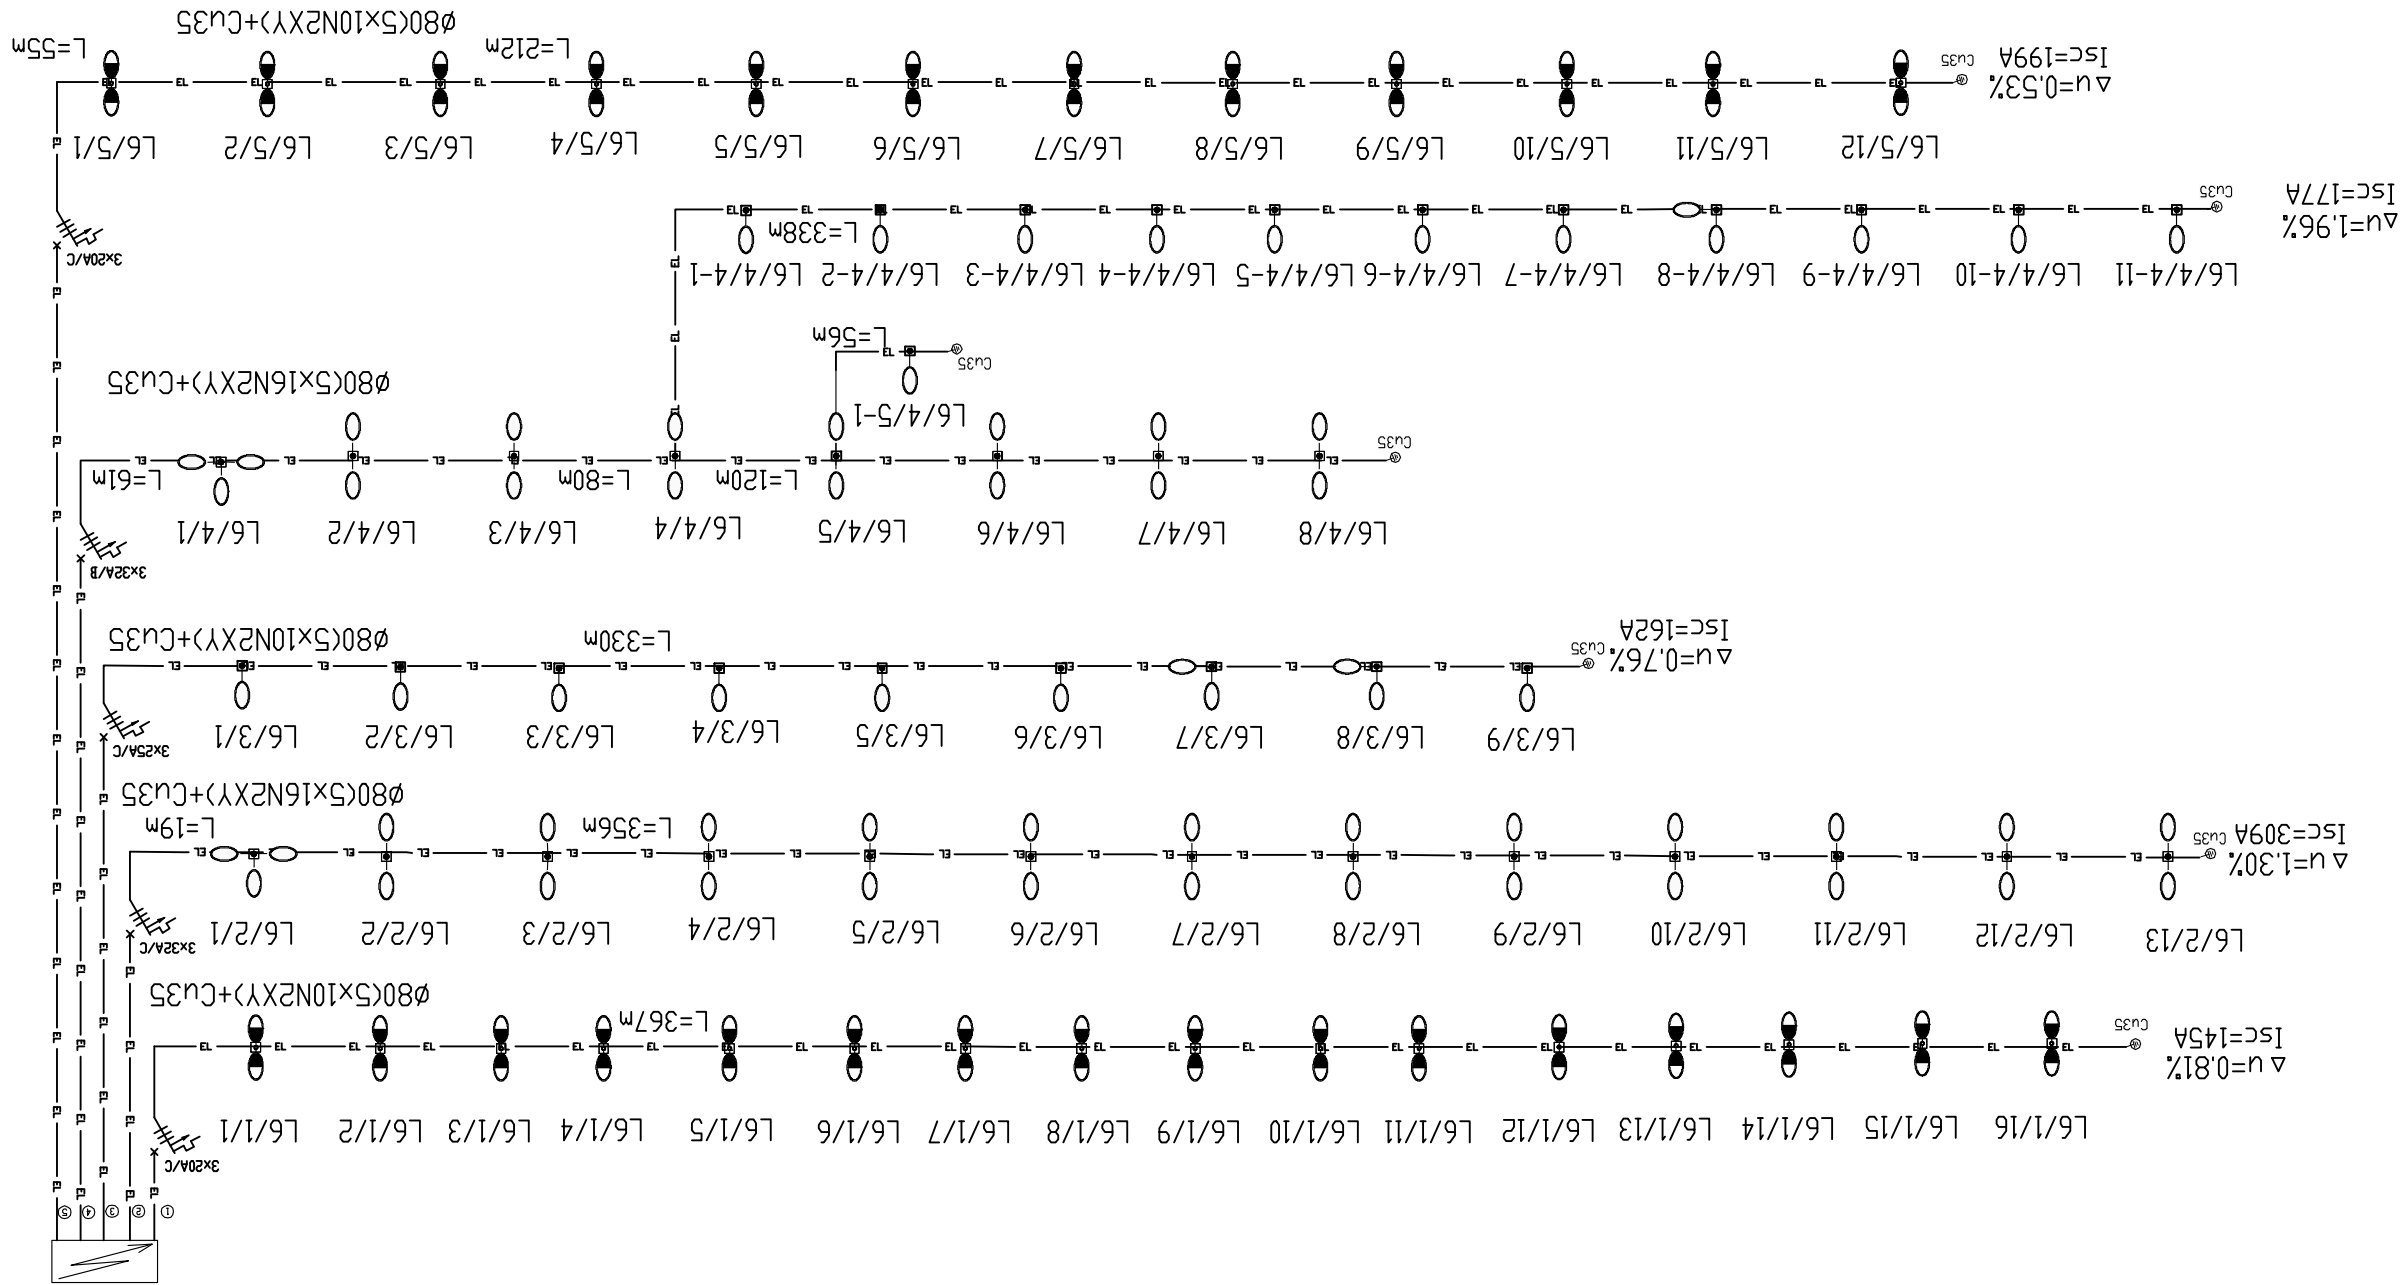 ø80(5x10N2XY)+Cu35
L=55m
L=212m
Isc=199A
Δu=0.53%
Cu35
L6/5/1
L6/5/2
L6/5/3
L6/5/4
L6/5/5
L6/5/6
L6/5/7
L6/5/8
L6/5/9
L6/5/10
L6/5/11
L6/5/12
3x20A/C
Isc=177A
Δu=1.96%
Cu35
L=338m
L6/4/4-1
L6/4/4-2
L6/4/4-3
L6/4/4-4
L6/4/4-5
L6/4/4-6
L6/4/4-7
L6/4/4-8
L6/4/4-9
L6/4/4-10
L6/4/4-11
L=56m
Cu35
L6/4/5-1
ø80(5x16N2XY)+Cu35
L=61m
L=80m
L=120m
Cu35
L6/4/1
L6/4/2
L6/4/3
L6/4/4
L6/4/5
L6/4/6
L6/4/7
L6/4/8
3x32A/B
ø80(5x10N2XY)+Cu35
L=330m
Isc=162A
Δu=0.76%
Cu35
L6/3/1
L6/3/2
L6/3/3
L6/3/4
L6/3/5
L6/3/6
L6/3/7
L6/3/8
L6/3/9
3x25A/C
ø80(5x16N2XY)+Cu35
L=19m
L=356m
Isc=309A
Δu=1.30%
Cu35
L6/2/1
L6/2/2
L6/2/3
L6/2/4
L6/2/5
L6/2/6
L6/2/7
L6/2/8
L6/2/9
L6/2/10
L6/2/11
L6/2/12
L6/2/13
3x32A/C
ø80(5x10N2XY)+Cu35
L=367m
Isc=145A
Δu=0.81%
Cu35
L6/1/1
L6/1/2
L6/1/3
L6/1/4
L6/1/5
L6/1/6
L6/1/7
L6/1/8
L6/1/9
L6/1/10
L6/1/11
L6/1/12
L6/1/13
L6/1/14
L6/1/15
L6/1/16
3x20A/C
5
4
3
2
1
EL